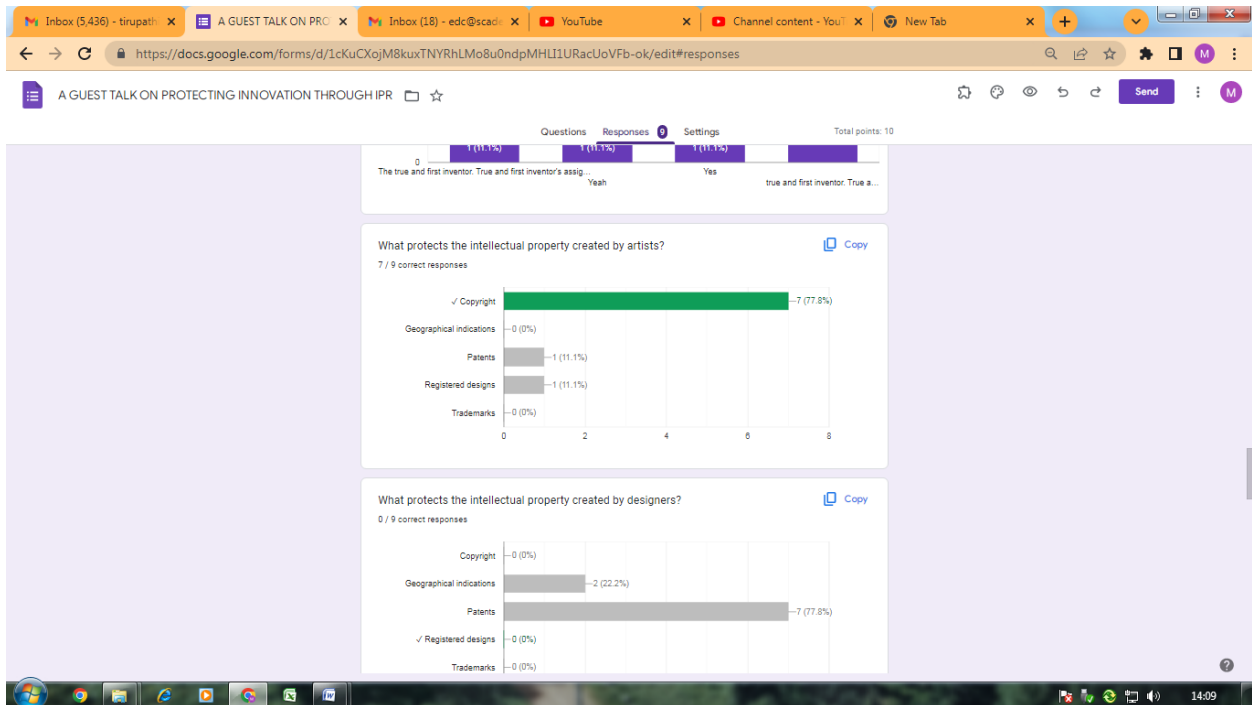 Inbox (5,436) - tirupath
A GUEST TALK ON PRO
Inbox (18) - edc@scade
YouTube
Channel content - YouT
New Tab
https://docs.google.com/forms/d/1cKuCXojM8kuxTNYRhLMo8u0ndpMHLI1URacUoVFb-ok/edit#responses
M
A GUEST TALK ON PROTECTING INNOVATION THROUGH IPR
Send
M
Questions Responses 9 Settings Total points: 10
0 1 (11.1%) 1 (11.1%) 1 (11.1%)
The true and first inventor. True and first inventor's assig... Yes
Yeah true and first inventor. True a...
What protects the intellectual property created by artists? Copy
7 / 9 correct responses
✓ Copyright 7 (77.8%)
Geographical indications 0 (0%)
Patents 1 (11.1%)
Registered designs 1 (11.1%)
Trademarks 0 (0%)
0 2 4 6 8
What protects the intellectual property created by designers? Copy
0 / 9 correct responses
Copyright 0 (0%)
Geographical indications 2 (22.2%)
Patents 7 (77.8%)
✓ Registered designs 0 (0%)
Trademarks 0 (0%)
14:09